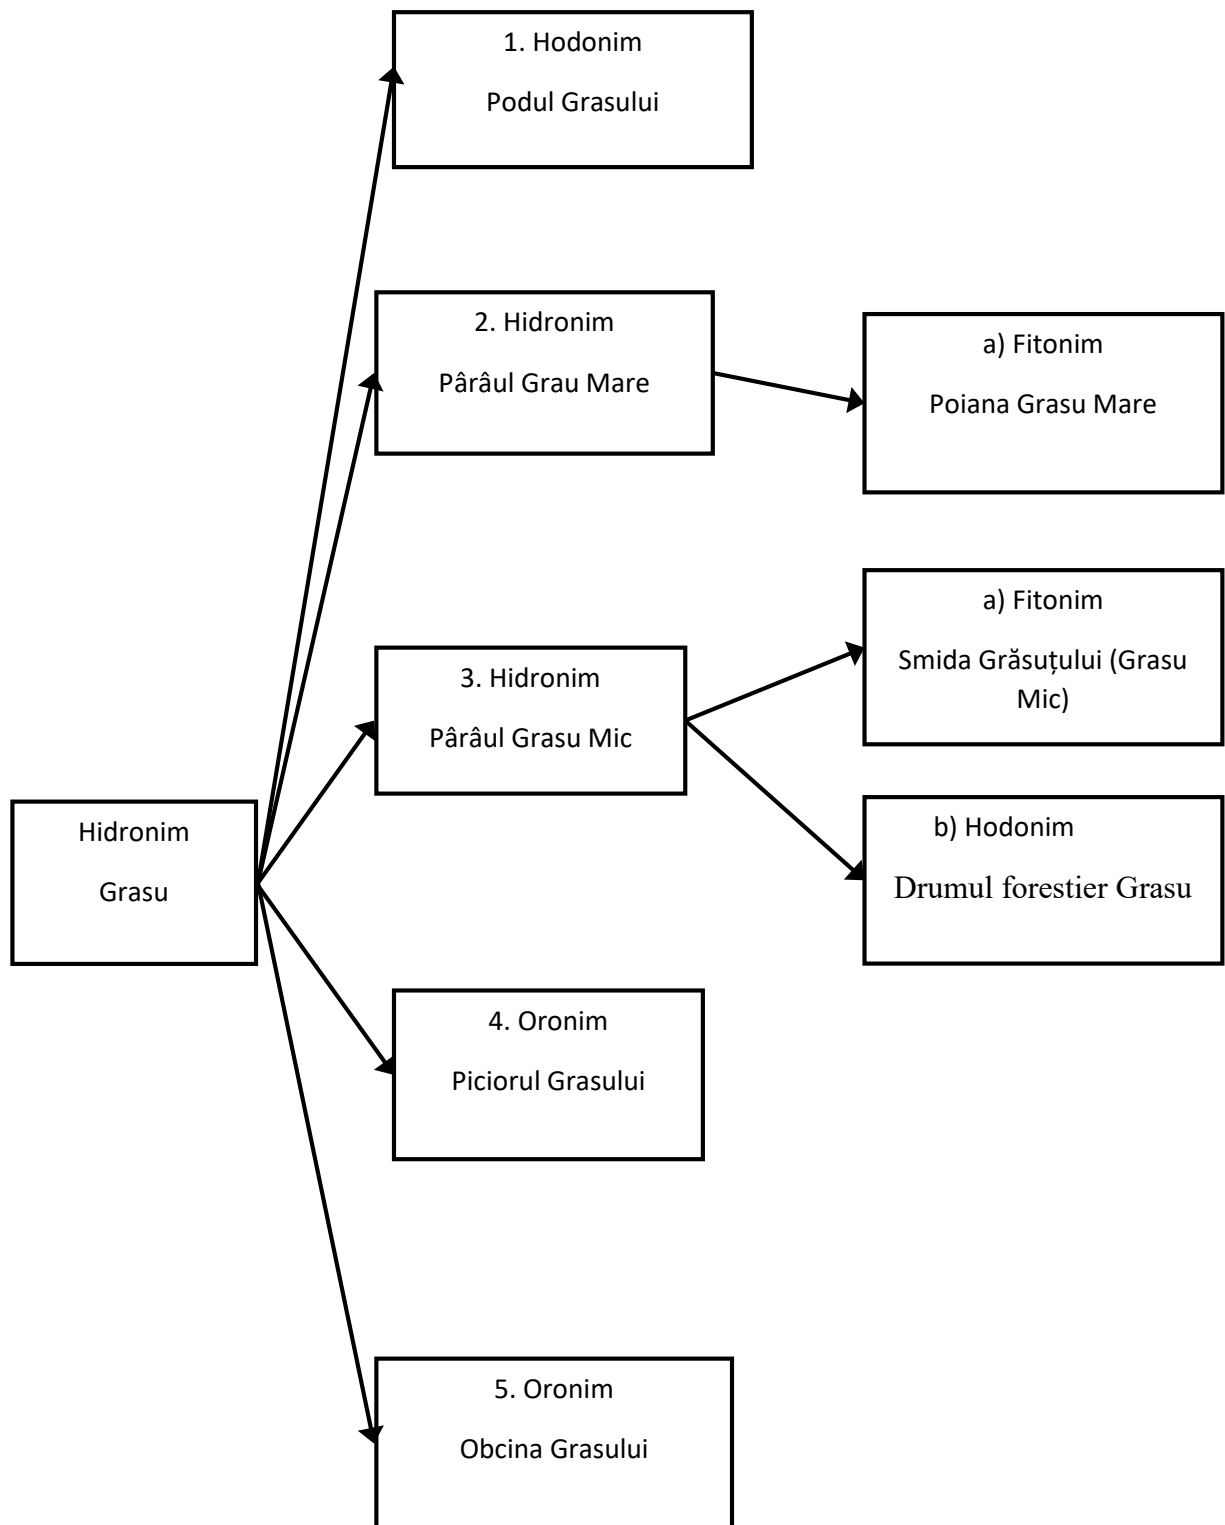 1. Hodonim
Podul Grasului
2. Hidronim
Pârâul Grau Mare
a) Fitonim
Poiana Grasu Mare
3. Hidronim
Pârâul Grasu Mic
a) Fitonim
Smida Grăsuțului (Grasu
Mic)
b) Hodonim
Drumul forestier Grasu
Hidronim
Grasu
4. Oronim
Piciorul Grasului
5. Oronim
Obcina Grasului